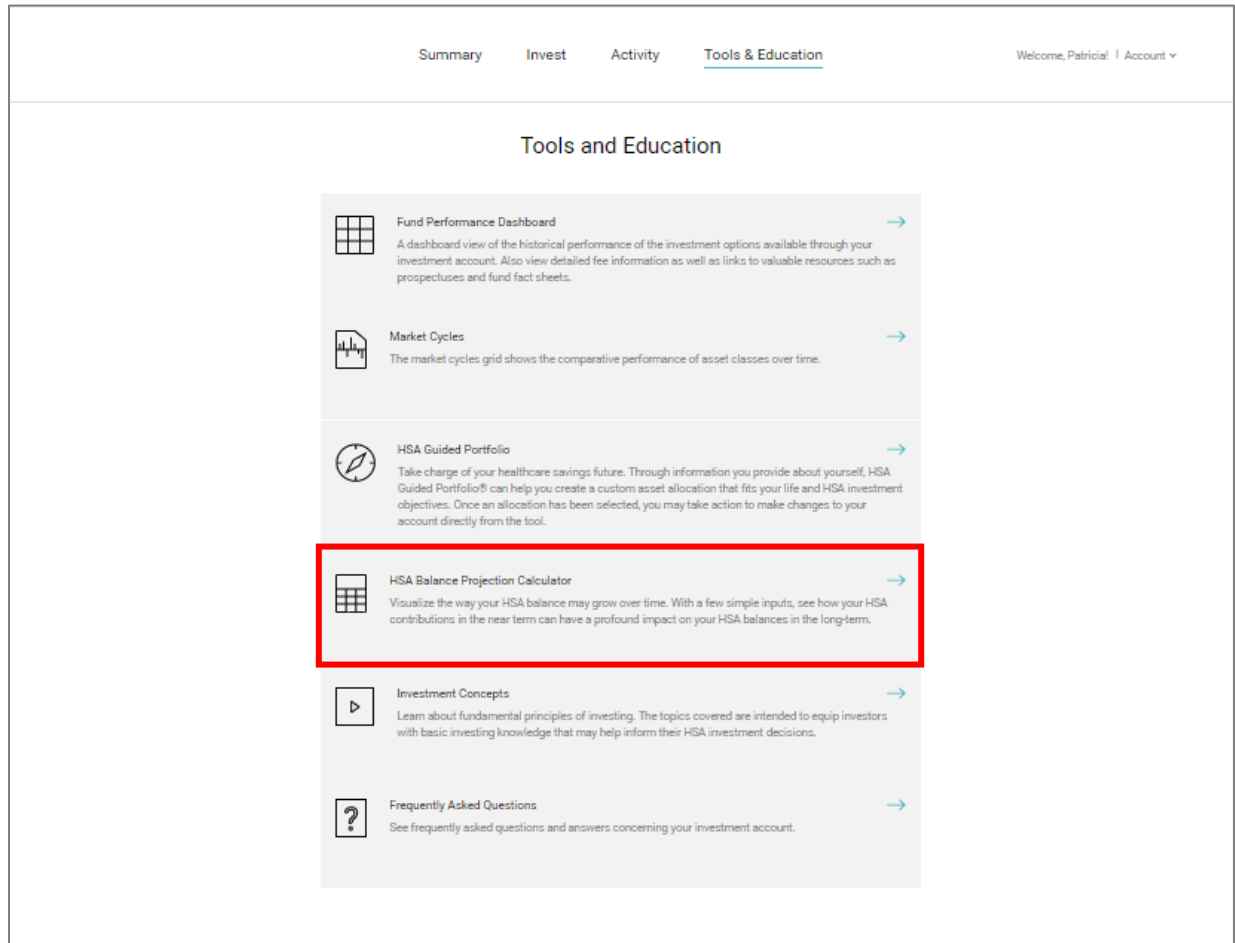 Summary Invest Activity Tools & Education Welcome, Patricia! | Account
Tools and Education
Fund Performance Dashboard
A dashboard view of the historical performance of the investment options available through your
investment account. Also view detailed fee information as well as links to valuable resources such as
prospectuses and fund fact sheets.
Market Cycles
The market cycles grid shows the comparative performance of asset classes over time.
HSA Guided Portfolio
Take charge of your healthcare savings future. Through information you provide about yourself, HSA
Guided Portfolio® can help you create a custom asset allocation that fits your life and HSA investment
objectives. Once an allocation has been selected, you may take action to make changes to your
account directly from the tool.
HSA Balance Projection Calculator
Visualize the way your HSA balance may grow over time. With a few simple inputs, see how your HSA
contributions in the near term can have a profound impact on your HSA balances in the long-term.
Investment Concepts
Learn about fundamental principles of investing. The topics covered are intended to equip investors
with basic investing knowledge that may help inform their HSA investment decisions.
Frequently Asked Questions
See frequently asked questions and answers concerning your investment account.